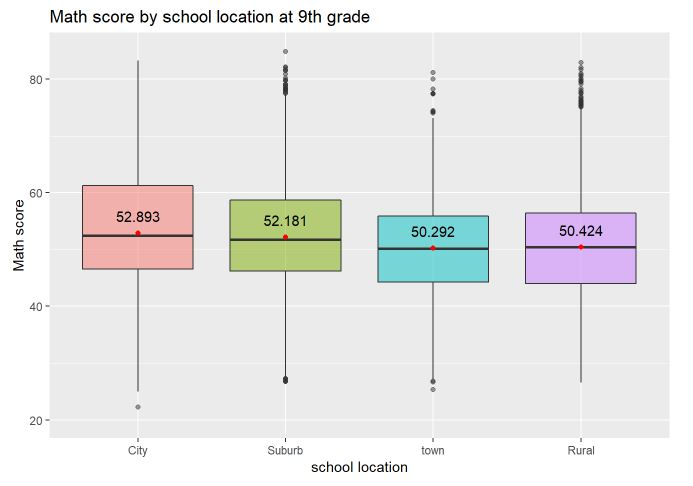 Math score by school location at 9th grade
80
60
40
20
Math score
52.893
52.181
50.292
50.424
City
Suburb
town
Rural
school location